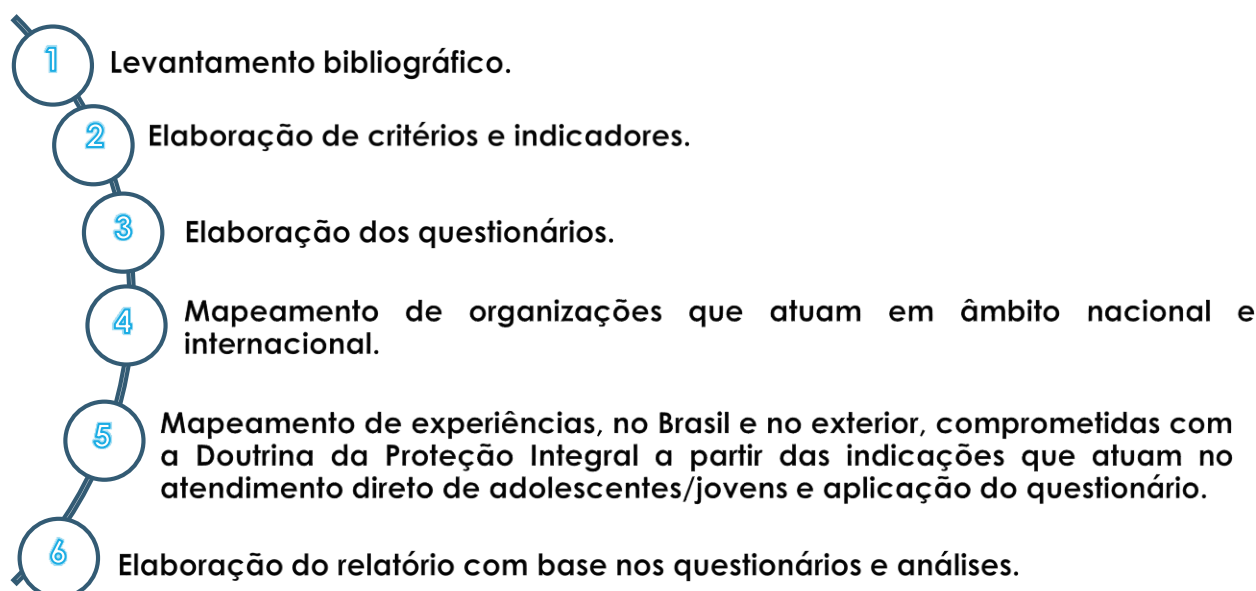 1 Levantamento bibliográfico.
2 Elaboração de critérios e indicadores.
3 Elaboração dos questionários.
4 Mapeamento de organizações que atuam em âmbito nacional e
internacional.
5 Mapeamento de experiências, no Brasil e no exterior, comprometidas com
a Doutrina da Proteção Integral a partir das indicações que atuam no
atendimento direto de adolescentes/jovens e aplicação do questionário.
6 Elaboração do relatório com base nos questionários e análises.